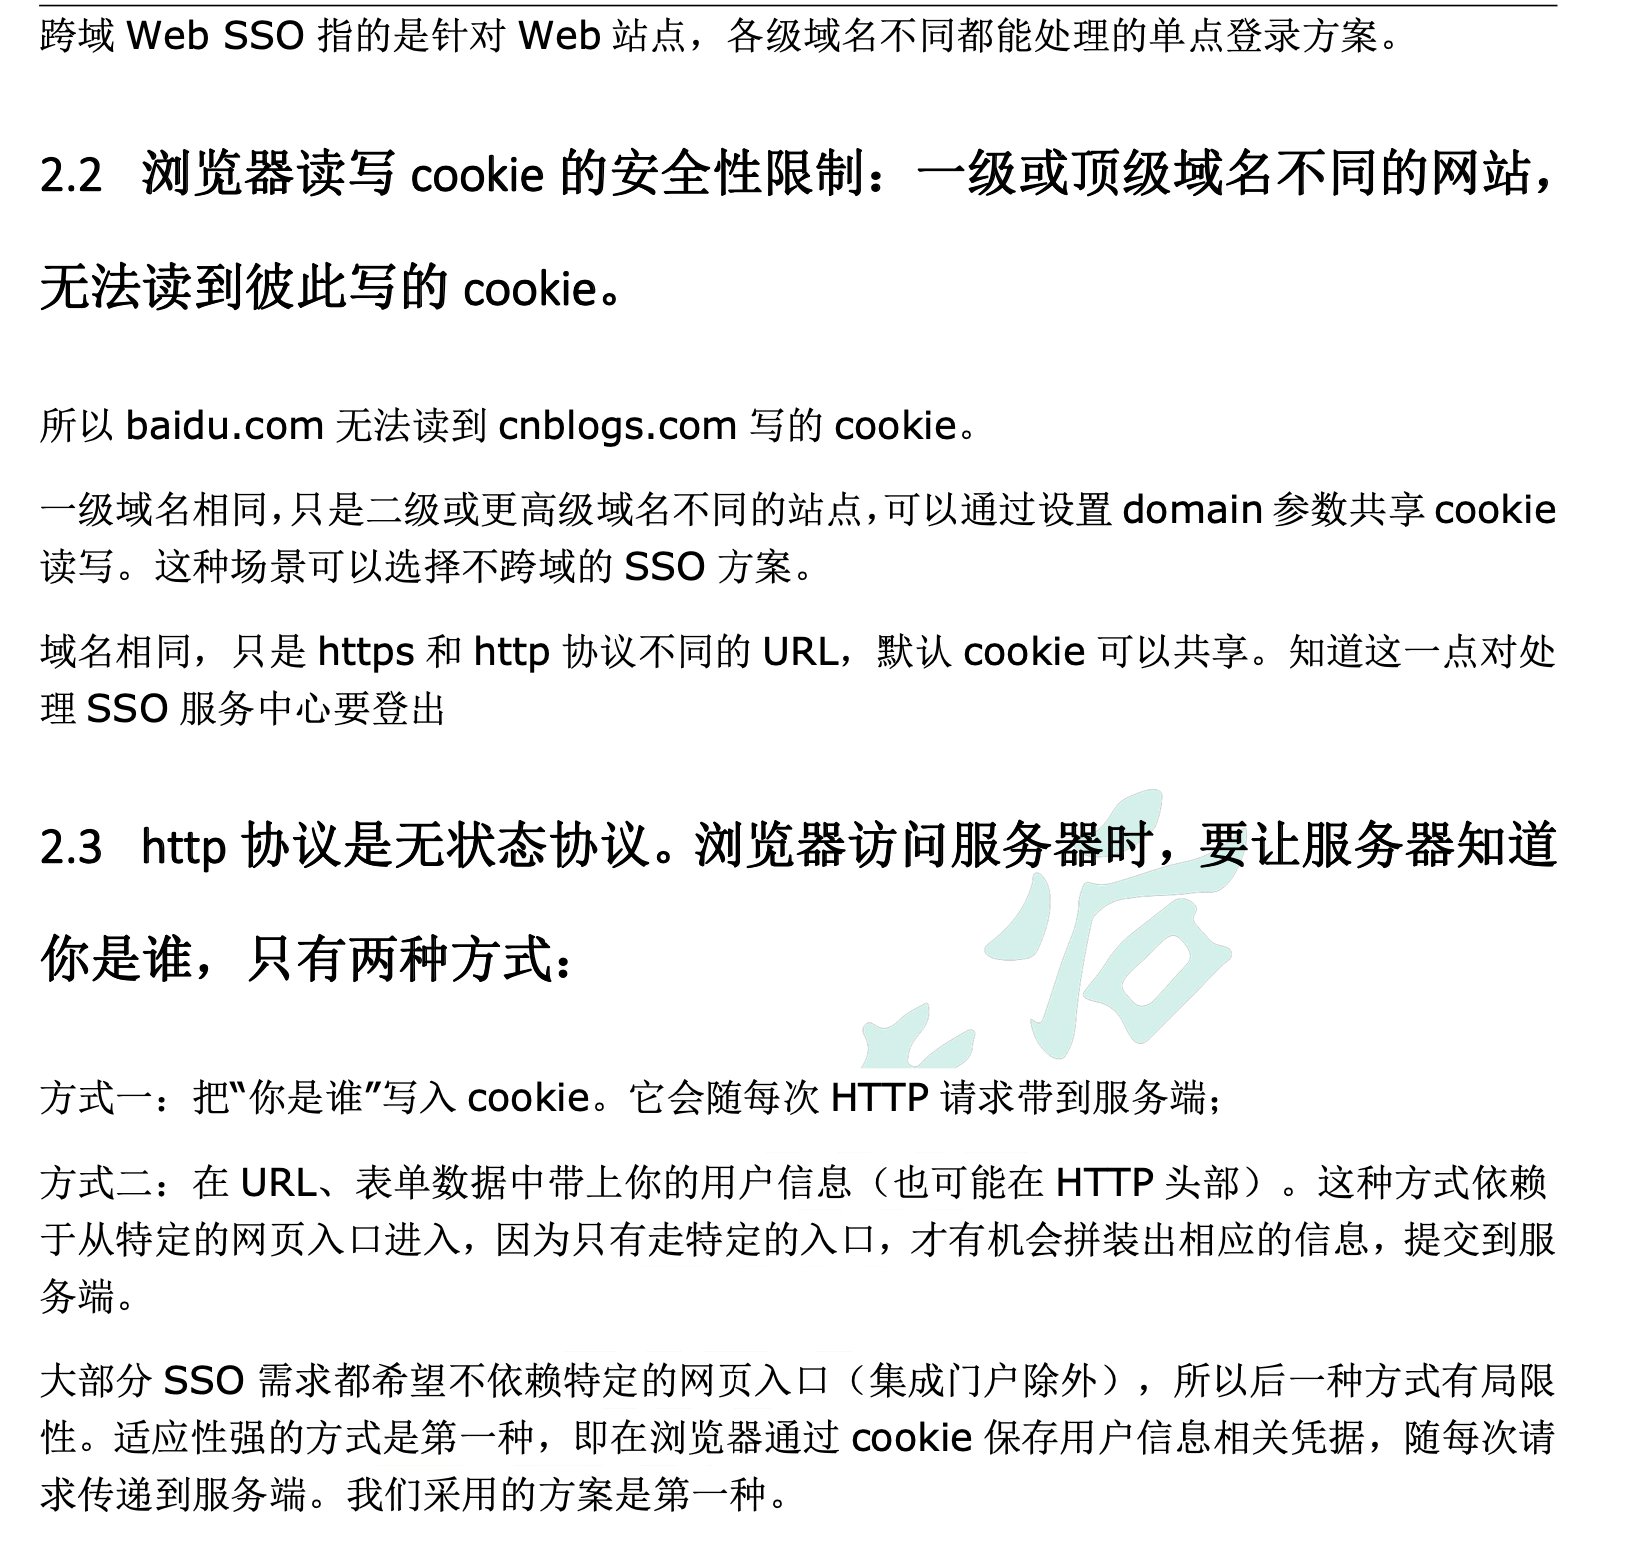 跨域 Web SSO 指的是针对 Web 站点，各级域名不同都能处理的单点登录方案。
2.2 浏览器读写 cookie 的安全性限制：一级或顶级域名不同的网站，
无法读到彼此写的 cookie。
所以 baidu.com 无法读到 cnblogs.com 写的 cookie。
一级域名相同，只是二级或更高级域名不同的站点，可以通过设置 domain 参数共享 cookie
读写。这种场景可以选择不跨域的 SSO 方案。
域名相同，只是 https 和 http 协议不同的 URL，默认 cookie 可以共享。知道这一点对处
理 SSO 服务中心要登出
2.3 http 协议是无状态协议。浏览器访问服务器时，要让服务器知道
你是谁，只有两种方式：
方式一：把“你是谁”写入 cookie。它会随每次 HTTP 请求带到服务端；
方式二：在 URL、表单数据中带上你的用户信息（也可能在 HTTP 头部）。这种方式依赖
于从特定的网页入口进入，因为只有走特定的入口，才有机会拼装出相应的信息，提交到服
务端。
大部分 SSO 需求都希望不依赖特定的网页入口（集成门户除外），所以后一种方式有局限
性。适应性强的方式是第一种，即在浏览器通过 cookie 保存用户信息相关凭据，随每次请
求传递到服务端。我们采用的方案是第一种。